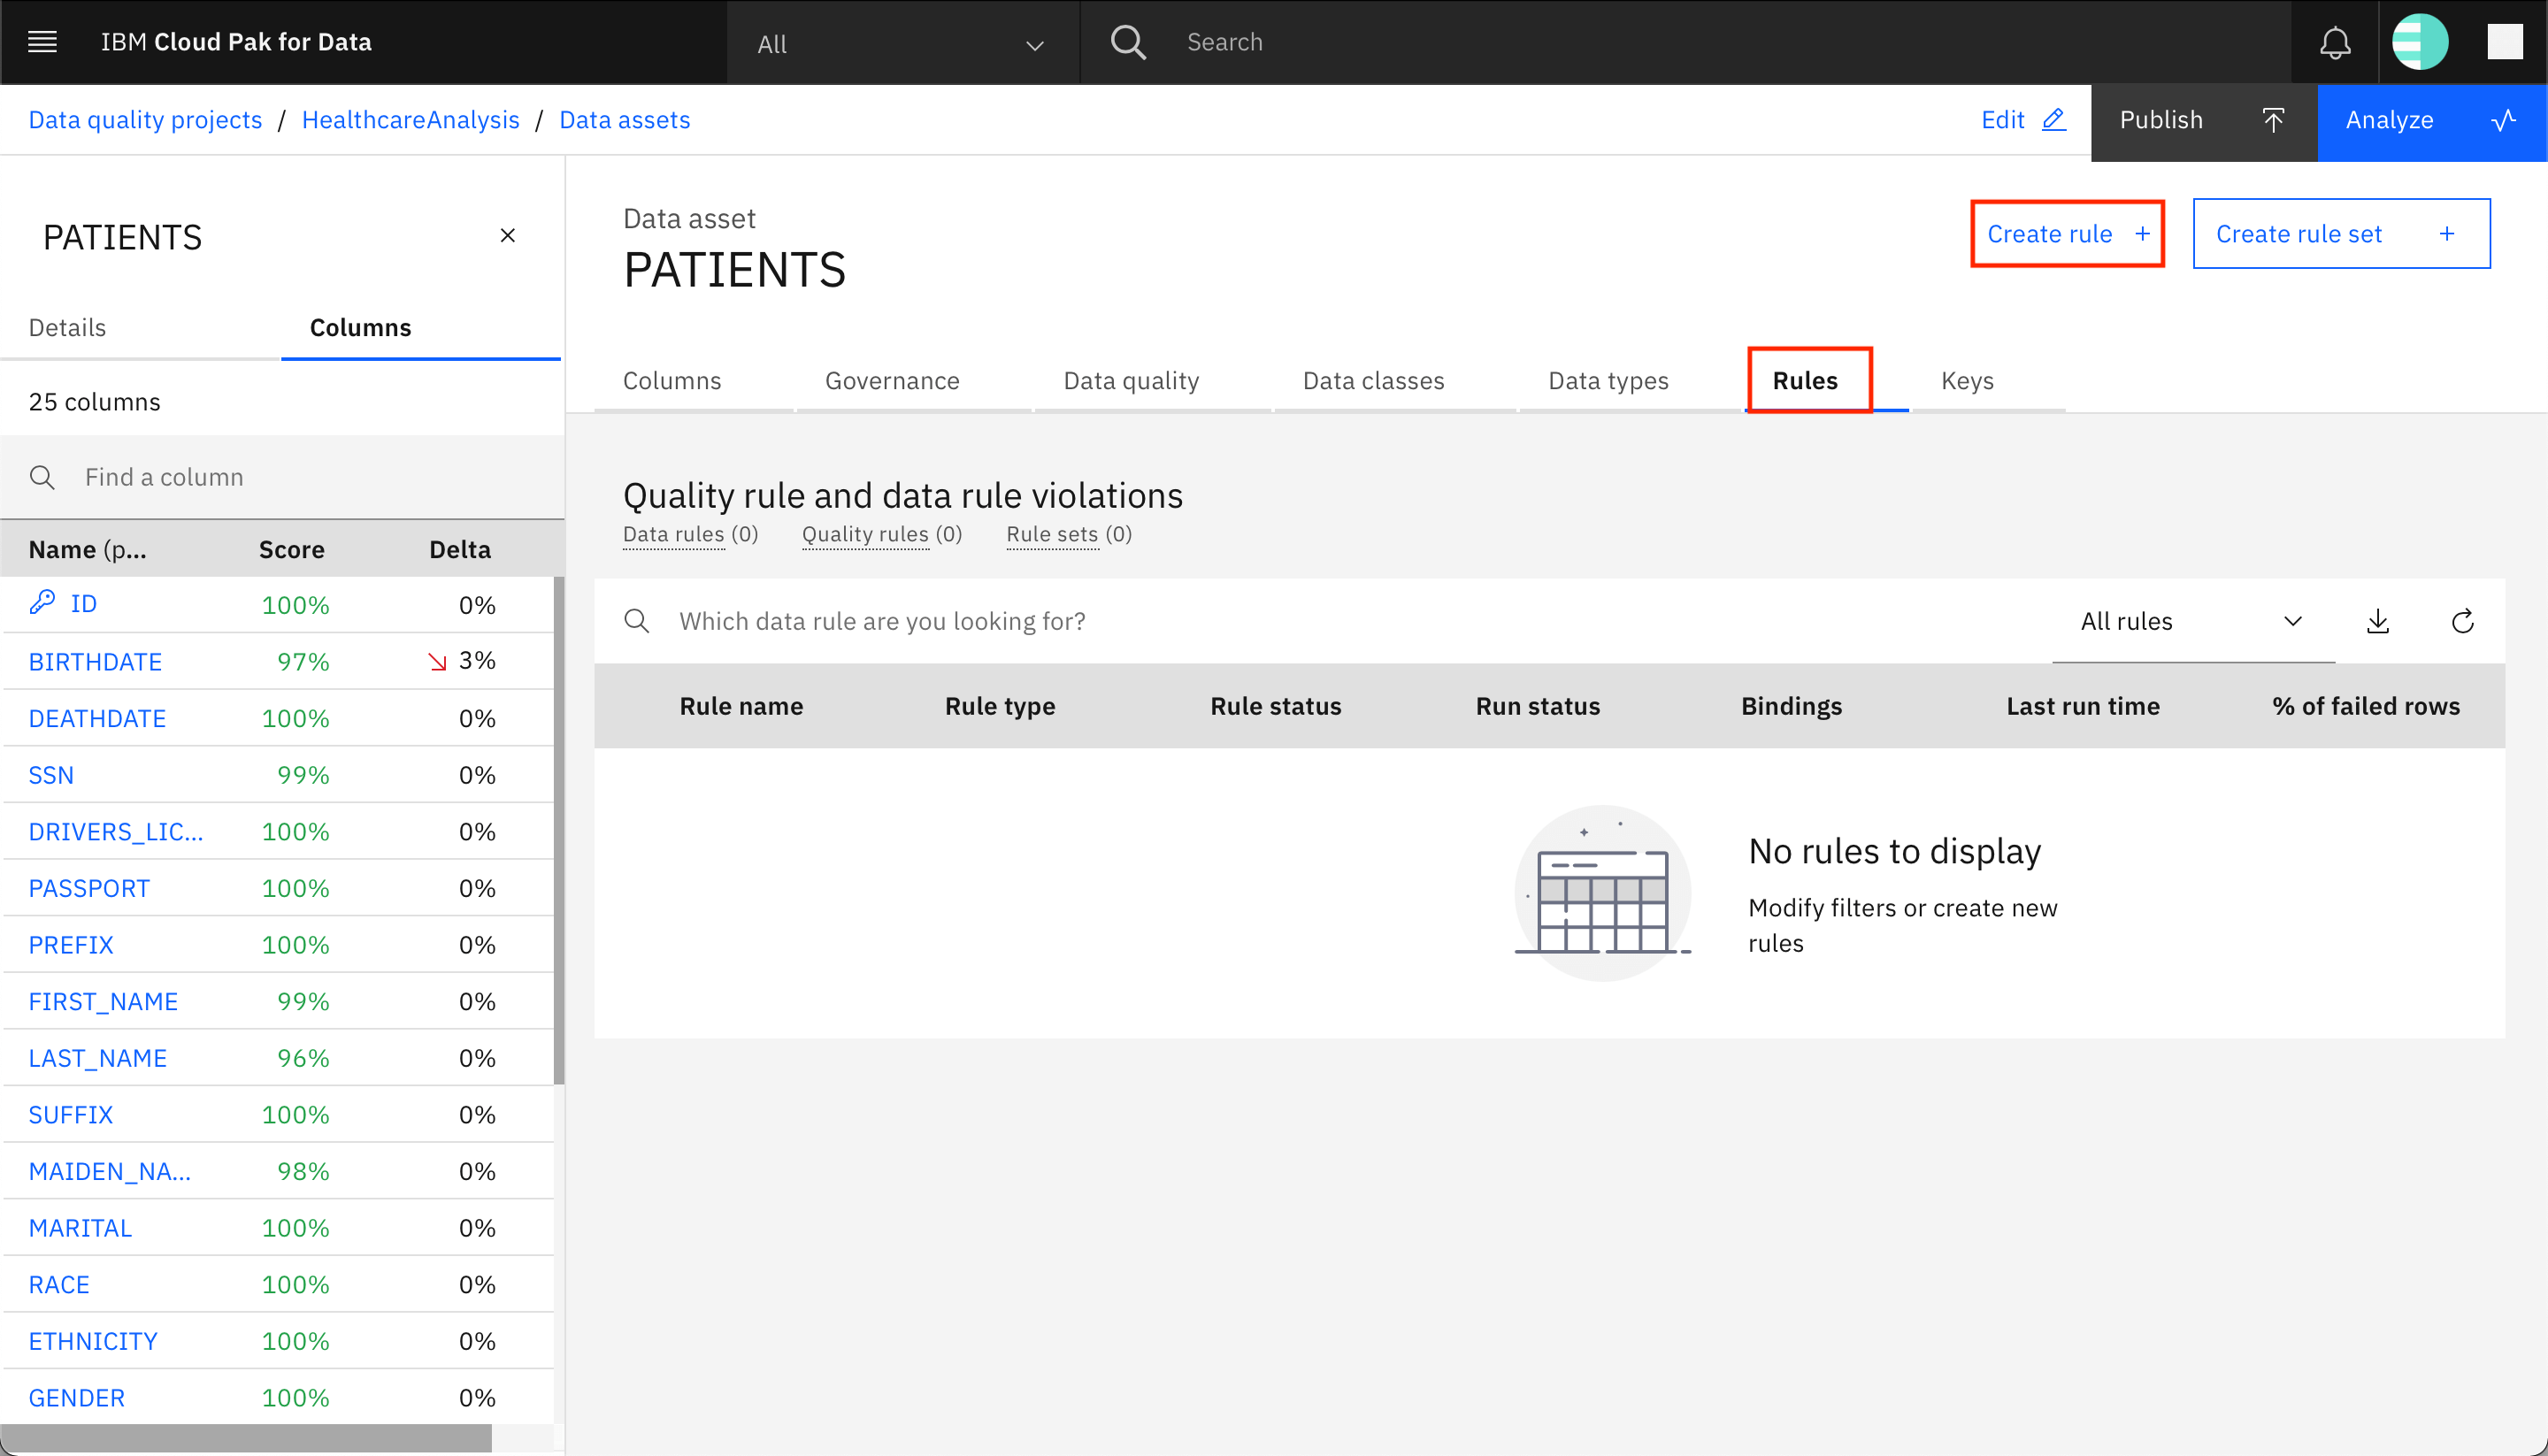 IBM Cloud Pak for Data
All
Search
Data quality projects / HealthcareAnalysis / Data assets
Edit
Publish
Analyze
PATIENTS
Details
Columns
25 columns
Find a column
Name (p...
Score
Delta
ID 100% 0%
BIRTHDATE 97% 3%
DEATHDATE 100% 0%
SSN 99% 0%
DRIVERS_LIC... 100% 0%
PASSPORT 100% 0%
PREFIX 100% 0%
FIRST_NAME 99% 0%
LAST_NAME 96% 0%
SUFFIX 100% 0%
MAIDEN_NA... 98% 0%
MARITAL 100% 0%
RACE 100% 0%
ETHNICITY 100% 0%
GENDER 100% 0%
Data asset
PATIENTS
Create rule +
Create rule set +
Columns
Governance
Data quality
Data classes
Data types
Rules
Keys
Quality rule and data rule violations
Data rules (0) Quality rules (0) Rule sets (0)
Which data rule are you looking for?
All rules
Rule name
Rule type
Rule status
Run status
Bindings
Last run time
% of failed rows
No rules to display
Modify filters or create new
rules